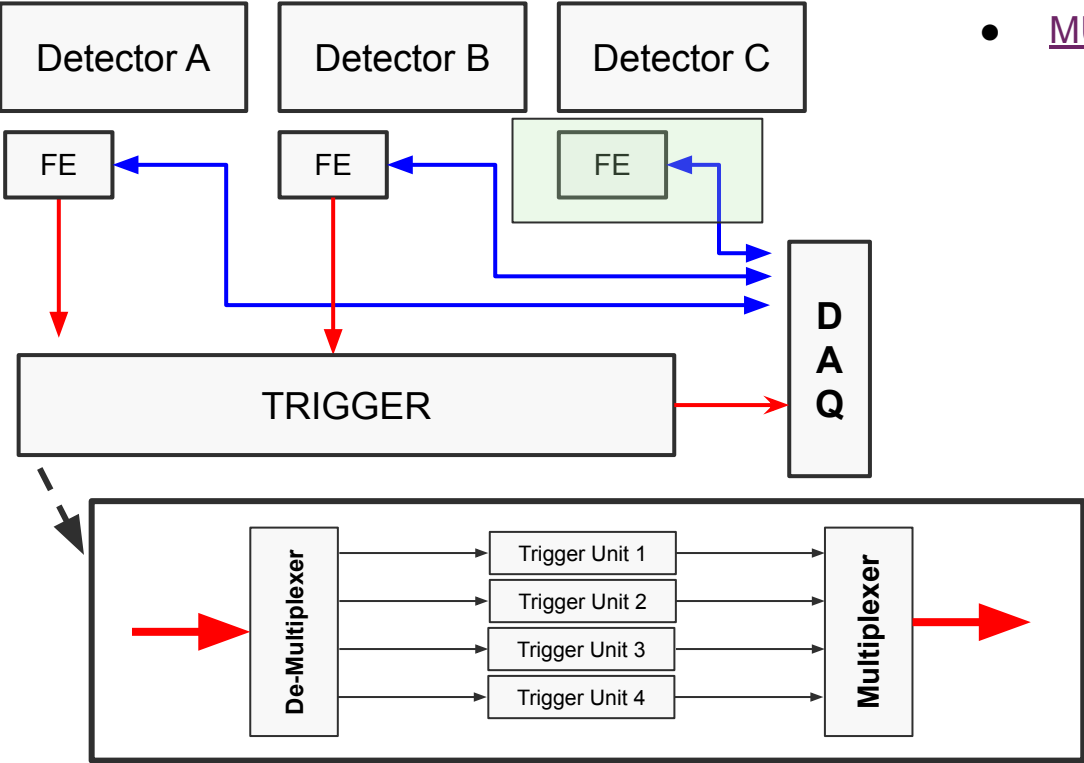 Detector A
Detector B
Detector C
● MU
FE
FE
FE
D
A
Q
TRIGGER
De-Multiplexer
Trigger Unit 1
Trigger Unit 2
Trigger Unit 3
Trigger Unit 4
Multiplexer